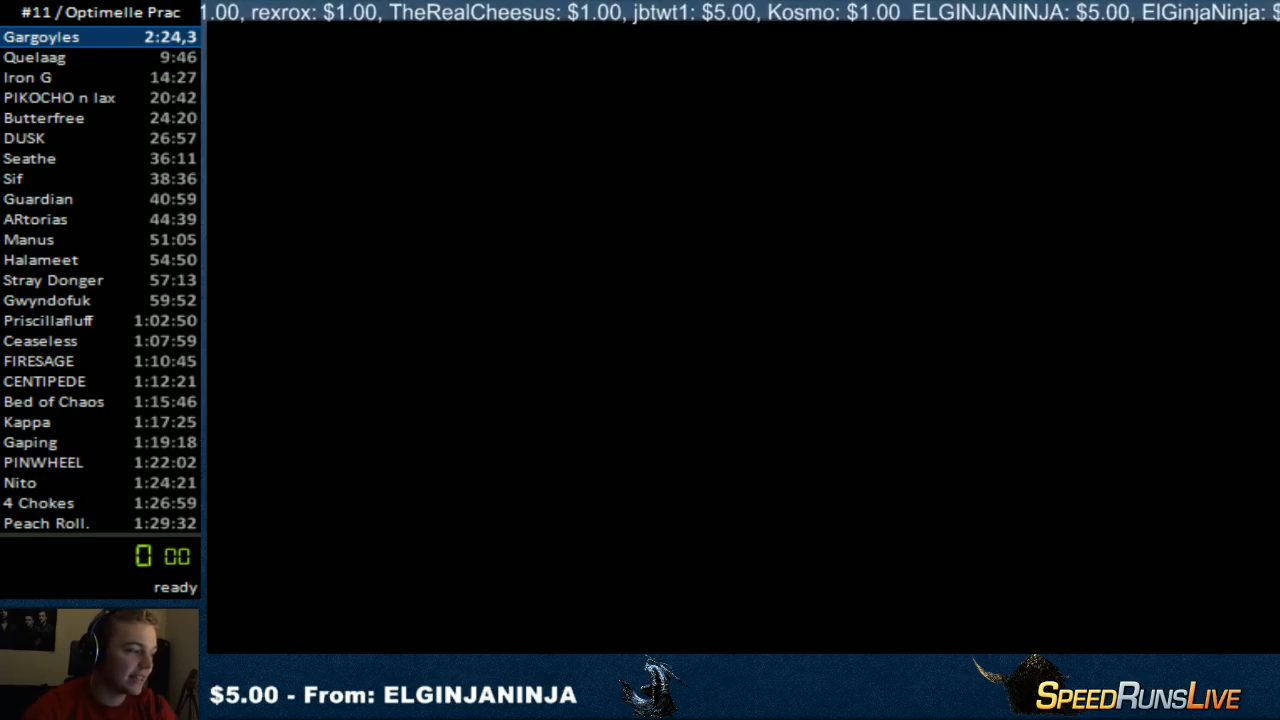 #11 / Optimelle Prac
1.00, rexrox: $1.00, TheRealCheesus: $1.00, jbtwt1: $5.00, Kosmo: $1.00 ELGINJANINJA: $5.00, ElGinjaNinja: $
Gargoyles 2:24,3
Quelaag 9:46
Iron G 14:27
PIKOCHO n lax 20:42
Butterfree 24:20
DUSK 26:57
Seathe 36:11
Sif 38:36
Guardian 40:59
ARtorias 44:39
Manus 51:05
Halameet 54:50
Stray Donger 57:13
Gwyndofuk 59:52
Priscillafluff 1:02:50
Ceaseless 1:07:59
FIRESAGE 1:10:45
CENTIPEDE 1:12:21
Bed of Chaos 1:15:46
Kappa 1:17:25
Gaping 1:19:18
PINWHEEL 1:22:02
Nito 1:24:21
4 Chokes 1:26:59
Peach Roll. 1:29:32
0 00
ready
$5.00 - From: ELGINJANINJA
SPEEDRUNSLIVE